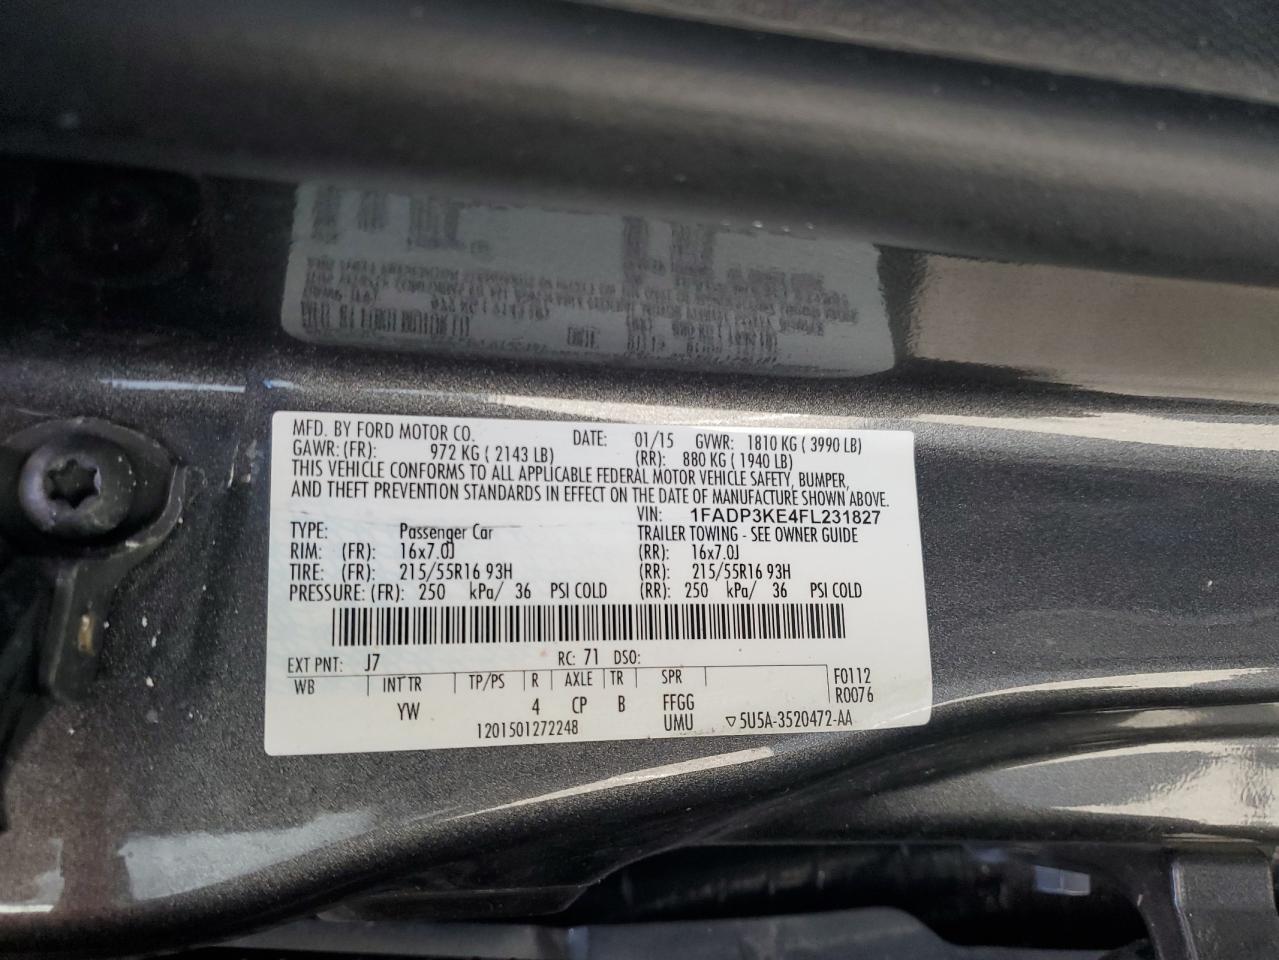 MFD. BY FORD MOTOR CO. DATE: 01/15 GVWR: 1810 KG ( 3990 LB)
GAWR: (FR): 972 KG ( 2143 LB) (RR): 880 KG ( 1940 LB)
THIS VEHICLE CONFORMS TO ALL APPLICABLE FEDERAL MOTOR VEHICLE SAFETY, BUMPER,
AND THEFT PREVENTION STANDARDS IN EFFECT ON THE DATE OF MANUFACTURE SHOWN ABOVE.
VIN: 1FADP3KE4FL231827
TYPE: Passenger Car TRAILER TOWING - SEE OWNER GUIDE
RIM: (FR): 16x7.0J (RR): 16x7.0J
TIRE: (FR): 215/55R16 93H (RR): 215/55R16 93H
PRESSURE: (FR): 250 kPa/ 36 PSI COLD (RR): 250 kPa/ 36 PSI COLD
EXT PNT: J7 RC: 71 DSO:
WB INT TR TP/PS R AXLE TR SPR F0112
R0076
YW 4 CP B FFGG
1201501272248 UMU ▽5U5A-3520472-AA